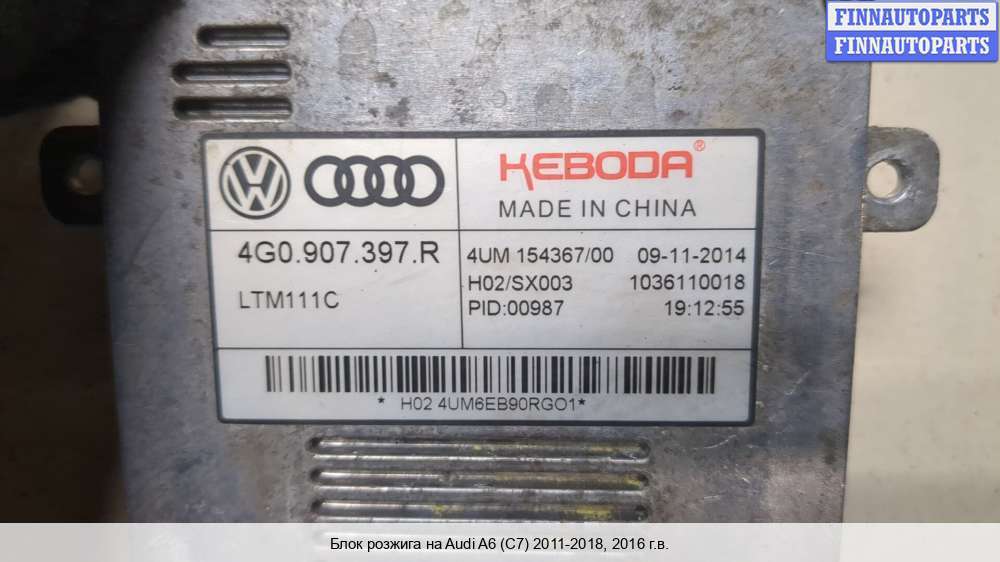 FINNAUTOPARTS
FINNAUTOPARTS
KEBODA®
MADE IN CHINA
4G0.907.397.R
LTM111C
4UM 154367/00 09-11-2014
H02/SX003 1036110018
PID:00987 19:12:55
* H02 4UM6EB90RGO1*
Блок розжига на Audi A6 (C7) 2011-2018, 2016 г.в.